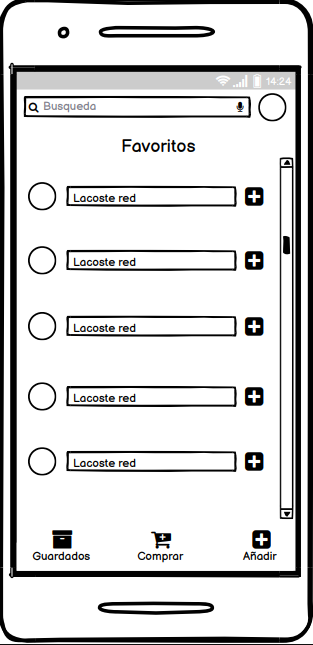 14:24
Busqueda
Favoritos
Lacoste red
Lacoste red
Lacoste red
Lacoste red
Lacoste red
Guardados
Comprar
Añadir